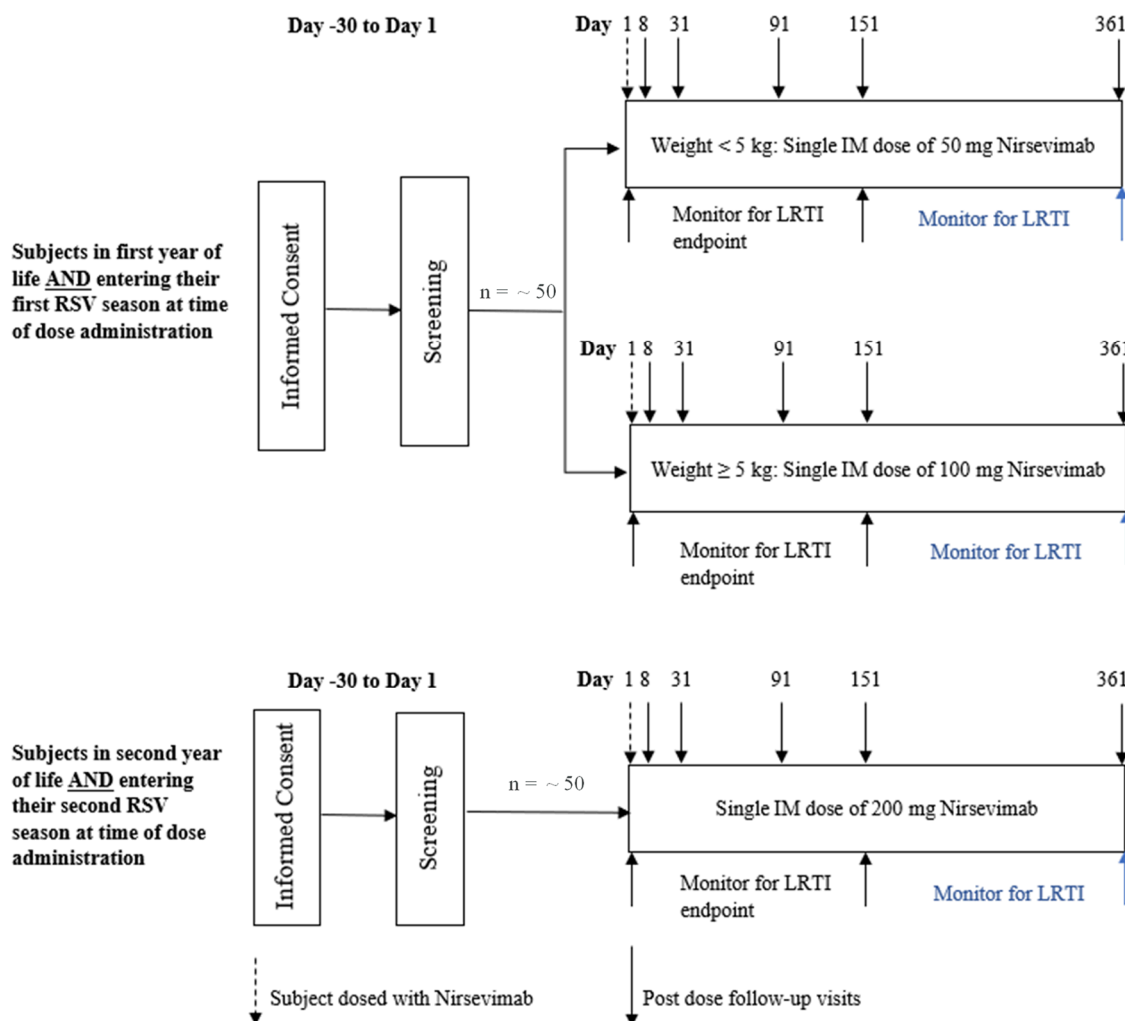 Day -30 to Day 1
Day 1 8 31 91 151 361
Subjects in first year of
life AND entering their
first RSV season at time
of dose administration
Informed Consent
Screening
n = ~ 50
Weight < 5 kg: Single IM dose of 50 mg Nirsevimab
Monitor for LRTI
endpoint
Monitor for LRTI
Day 1 8 31 91 151 361
Weight ≥ 5 kg: Single IM dose of 100 mg Nirsevimab
Monitor for LRTI
endpoint
Monitor for LRTI
Day -30 to Day 1
Day 1 8 31 91 151 361
Subjects in second year
of life AND entering
their second RSV
season at time of dose
administration
Informed Consent
Screening
n = ~ 50
Single IM dose of 200 mg Nirsevimab
Monitor for LRTI
endpoint
Monitor for LRTI
Subject dosed with Nirsevimab
Post dose follow-up visits